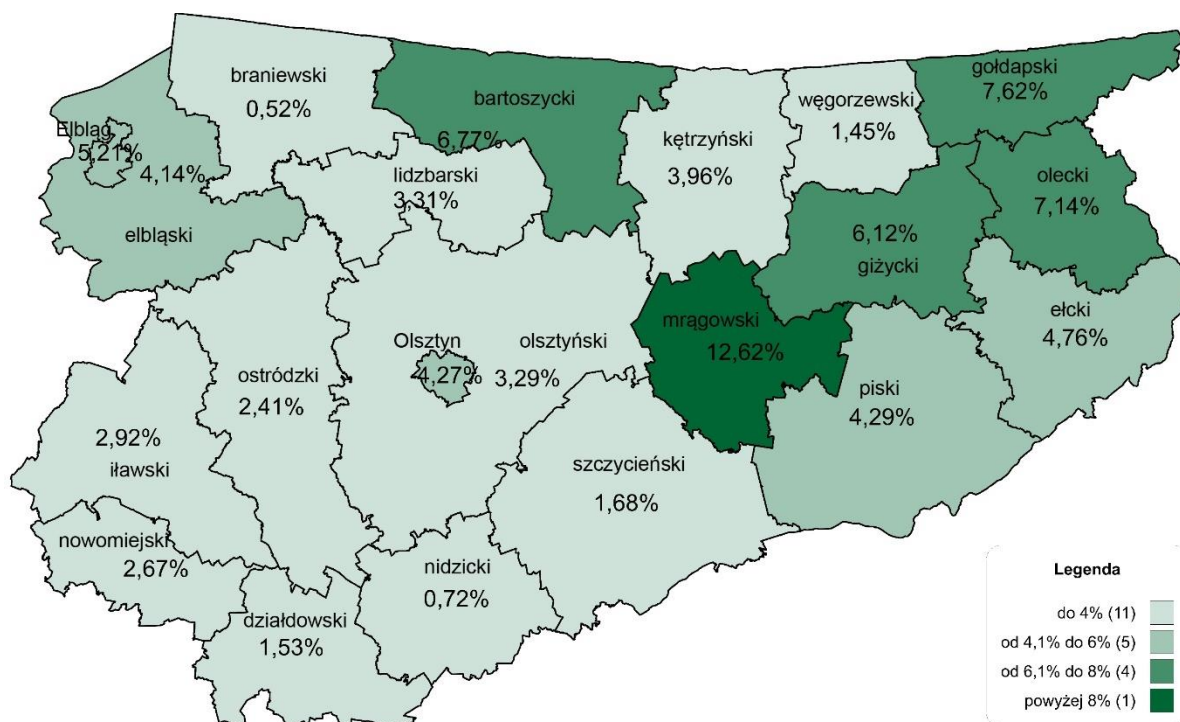 braniewski
0,52%
bartoszycki
6,77%
gołdapski
7,62%
węgorzewski
1,45%
kętrzyński
3,96%
Elbląg
5,21%
4,14%
elbląski
lidzbarski
3,31%
olecki
7,14%
6,12%
giżycki
ełcki
4,76%
mrągowski
12,62%
Olsztyn
4,27%
olsztyński
3,29%
ostródzki
2,41%
piski
4,29%
2,92%
iławski
szczycieński
1,68%
nowomiejski
2,67%
nidzicki
0,72%
działdowski
1,53%
Legenda
do 4% (11)
od 4,1% do 6% (5)
od 6,1% do 8% (4)
powyżej 8% (1)